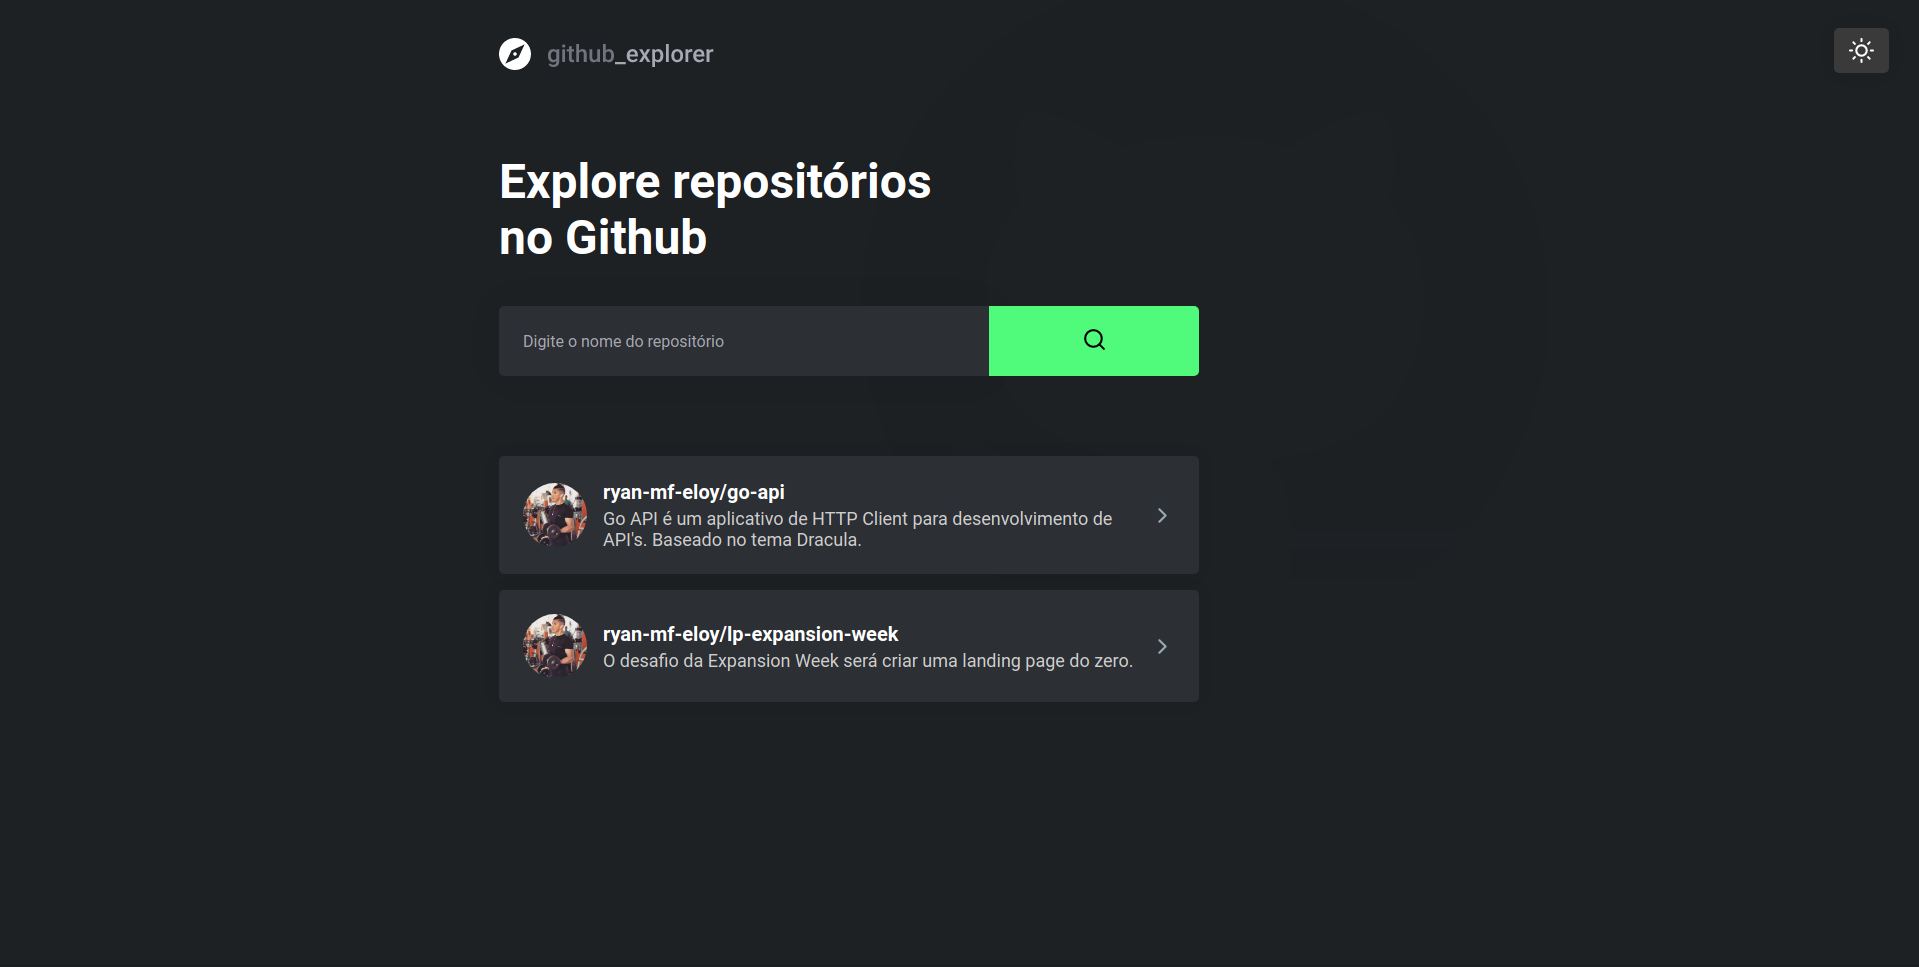 github_explorer
Explore repositórios
no Github
Digite o nome do repositório
ryan-mf-eloy/go-api
Go API é um aplicativo de HTTP Client para desenvolvimento de
API's. Baseado no tema Dracula.
ryan-mf-eloy/lp-expansion-week
O desafio da Expansion Week será criar uma landing page do zero.